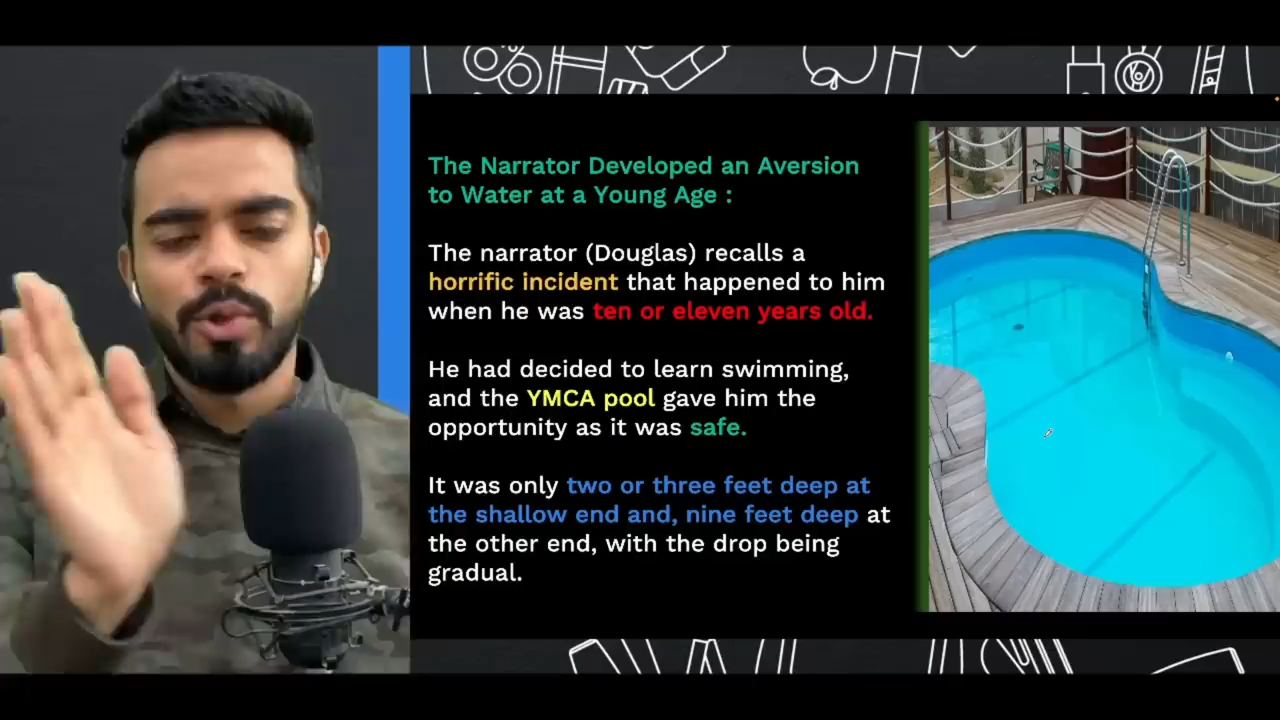 The Narrator Developed an Aversion
to Water at a Young Age :
The narrator (Douglas) recalls a
horrific incident that happened to him
when he was ten or eleven years old.
He had decided to learn swimming,
and the YMCA pool gave him the
opportunity as it was safe.
It was only two or three feet deep at
the shallow end and, nine feet deep at
the other end, with the drop being
gradual.